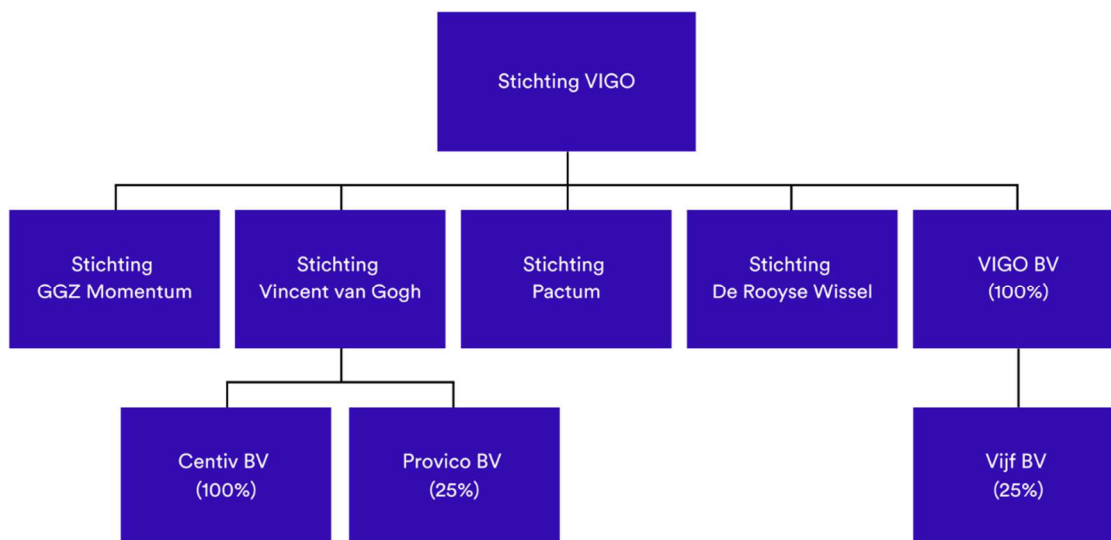 Stichting VIGO
Stichting
GGZ Momentum
Stichting
Vincent van Gogh
Stichting
Pactum
Stichting
De Rooyse Wissel
VIGO BV
(100%)
Centiv BV
(100%)
Provico BV
(25%)
Vijf BV
(25%)